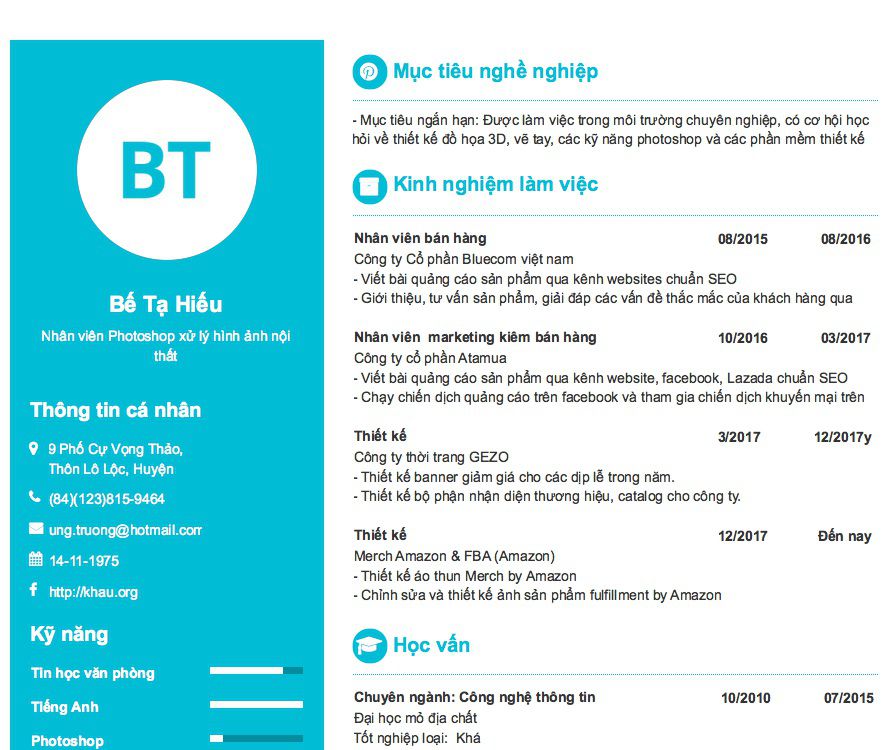 BT
Bế Tạ Hiếu
Nhân viên Photoshop xử lý hình ảnh nội
thất
Thông tin cá nhân
9 Phố Cự Vọng Thảo,
Thôn Lô Lộc, Huyện
(84)(123)815-9464
ung.truong@hotmail.com
14-11-1975
http://khau.org
Kỹ năng
Tin học văn phòng
Tiếng Anh
Photoshop
Mục tiêu nghề nghiệp
- Mục tiêu ngắn hạn: Được làm việc trong môi trường chuyên nghiệp, có cơ hội học
hỏi về thiết kế đồ họa 3D, vẽ tay, các kỹ năng photoshop và các phần mềm thiết kế
Kinh nghiệm làm việc
Nhân viên bán hàng 08/2015 08/2016
Công ty Cổ phần Bluecom việt nam
- Viết bài quảng cáo sản phẩm qua kênh websites chuẩn SEO
- Giới thiệu, tư vấn sản phẩm, giải đáp các vấn đề thắc mắc của khách hàng qua
Nhân viên marketing kiêm bán hàng 10/2016 03/2017
Công ty cổ phần Atamua
- Viết bài quảng cáo sản phẩm qua kênh website, facebook, Lazada chuẩn SEO
- Chạy chiến dịch quảng cáo trên facebook và tham gia chiến dịch khuyến mại trên
Thiết kế 3/2017 12/2017y
Công ty thời trang GEZO
- Thiết kế banner giảm giá cho các dịp lễ trong năm.
- Thiết kế bộ phận nhận diện thương hiệu, catalog cho công ty.
Thiết kế 12/2017 Đến nay
Merch Amazon & FBA (Amazon)
- Thiết kế áo thun Merch by Amazon
- Chỉnh sửa và thiết kế ảnh sản phẩm fulfillment by Amazon
Học vấn
Chuyên ngành: Công nghệ thông tin 10/2010 07/2015
Đại học mỏ địa chất
Tốt nghiệp loại: Khá